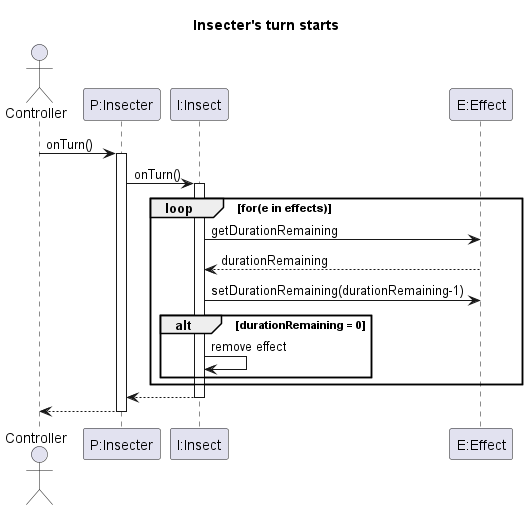 Insecter's turn starts
Controller
P:Insecter
I:Insect
E:Effect
onTurn()
onTurn()
loop
[for(e in effects)]
getDurationRemaining
durationRemaining
setDurationRemaining(durationRemaining-1)
alt
[durationRemaining = 0]
remove effect
Controller
P:Insecter
I:Insect
E:Effect